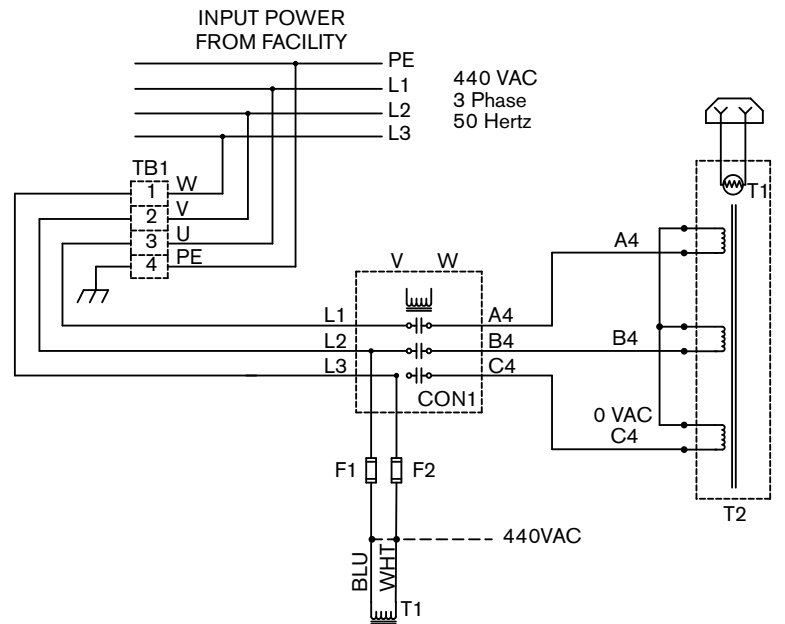 INPUT POWER
FROM FACILITY
PE
L1
L2
L3
440 VAC
3 Phase
50 Hertz
TB1
1 W
2 V
3 U
4 PE
T1
V W
A4
L1 A4
L2 B4 B4
L3 C4
CON1
0 VAC
C4
F1 F2
T2
440VAC
BLU
WHT
T1